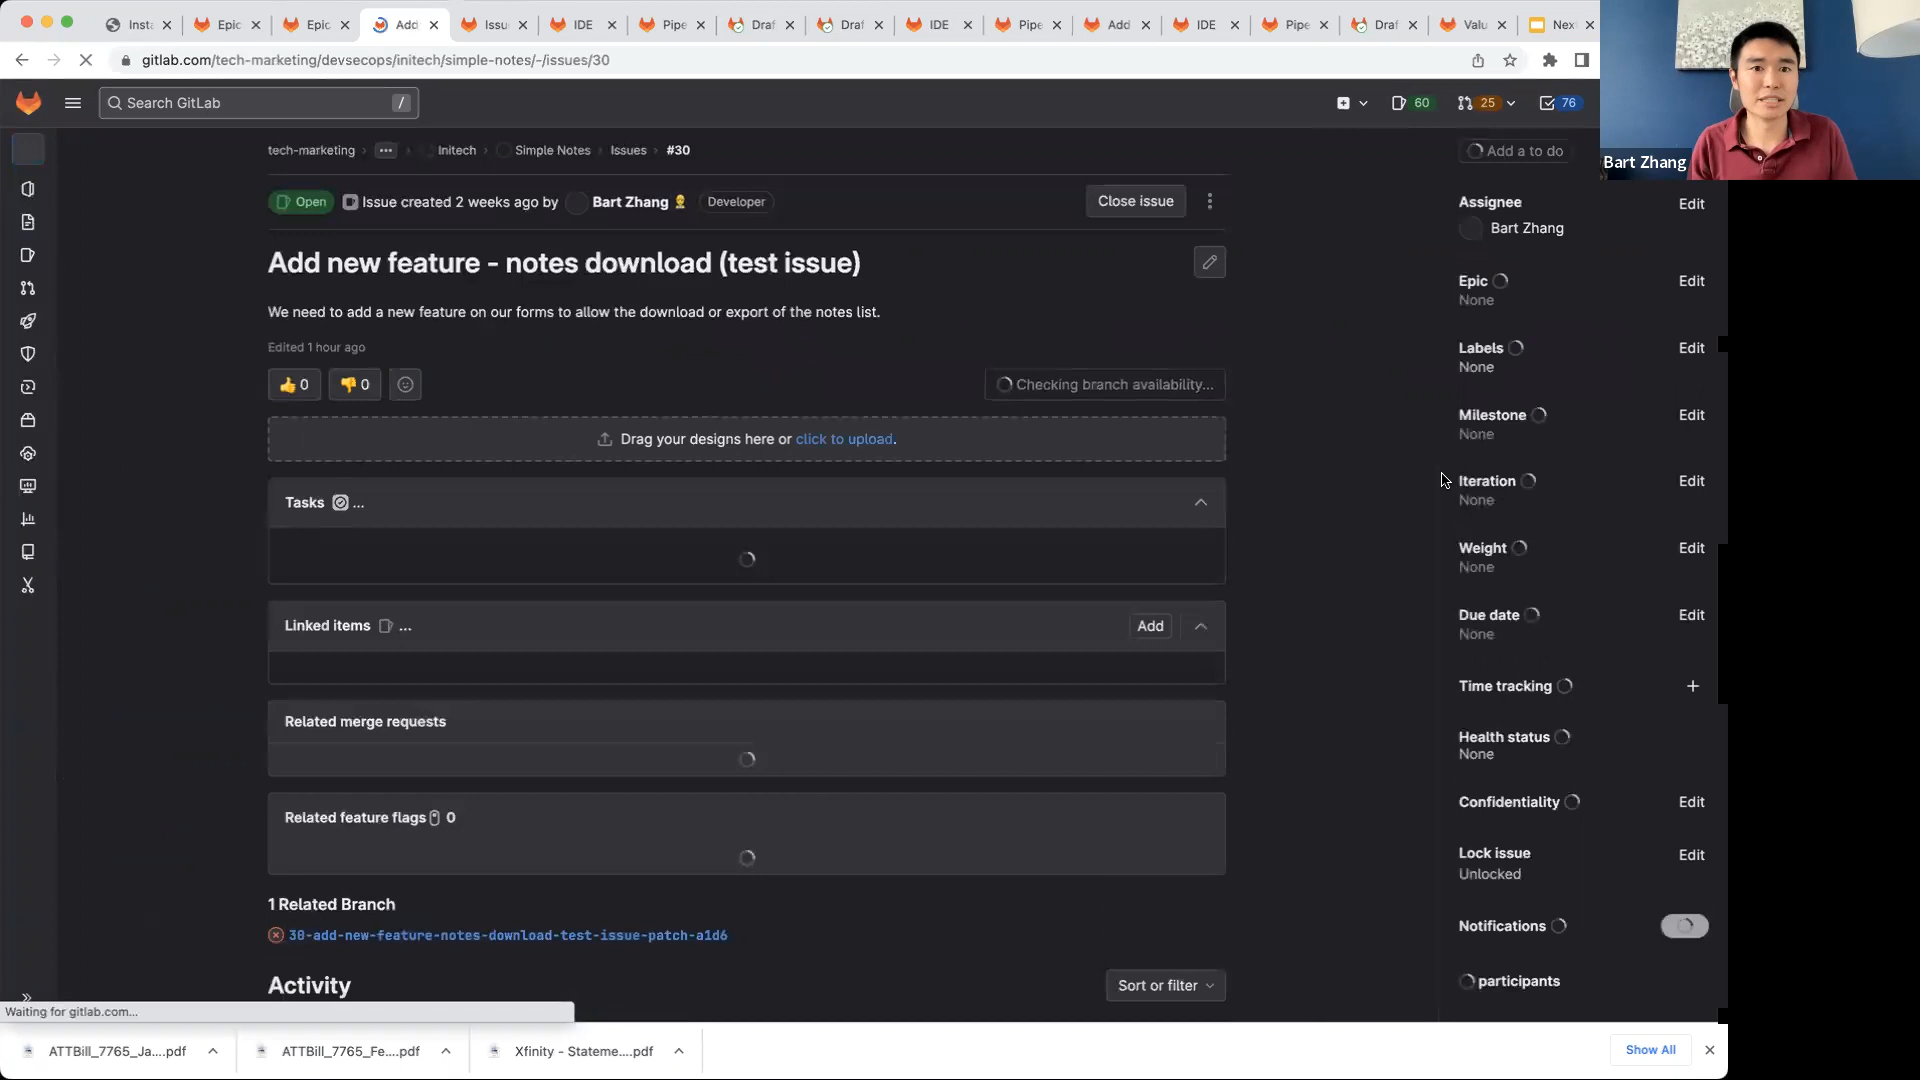 Insta
Epic
Epic
Add
Issu
IDE
Pipe
Draf
Draf
IDE
Pipe
Add
IDE
Pipe
Draf
Valu
Nex
gitlab.com/tech-marketing/devsecops/initech/simple-notes/-/issues/30
Search GitLab
/
60
25
76
Bart Zhang
tech-marketing
Initech
Simple Notes
Issues
#30
Add a to do
Open
Issue created 2 weeks ago by
Bart Zhang
Developer
Close issue
Add new feature - notes download (test issue)
We need to add a new feature on our forms to allow the download or export of the notes list.
Edited 1 hour ago
0
0
Checking branch availability...
Drag your designs here or click to upload.
Tasks ...
Linked items ...
Add
Related merge requests
Related feature flags 0
1 Related Branch
30-add-new-feature-notes-download-test-issue-patch-a1d6
Activity
Sort or filter
Assignee
Edit
Bart Zhang
Epic
Edit
None
Labels
Edit
None
Milestone
Edit
None
Iteration
Edit
None
Weight
Edit
None
Due date
Edit
None
Time tracking
+
Health status
None
Confidentiality
Edit
Lock issue
Edit
Unlocked
Notifications
participants
Waiting for gitlab.com...
ATTBill_7765_Ja....pdf
ATTBill_7765_Fe....pdf
Xfinity - Stateme....pdf
Show All